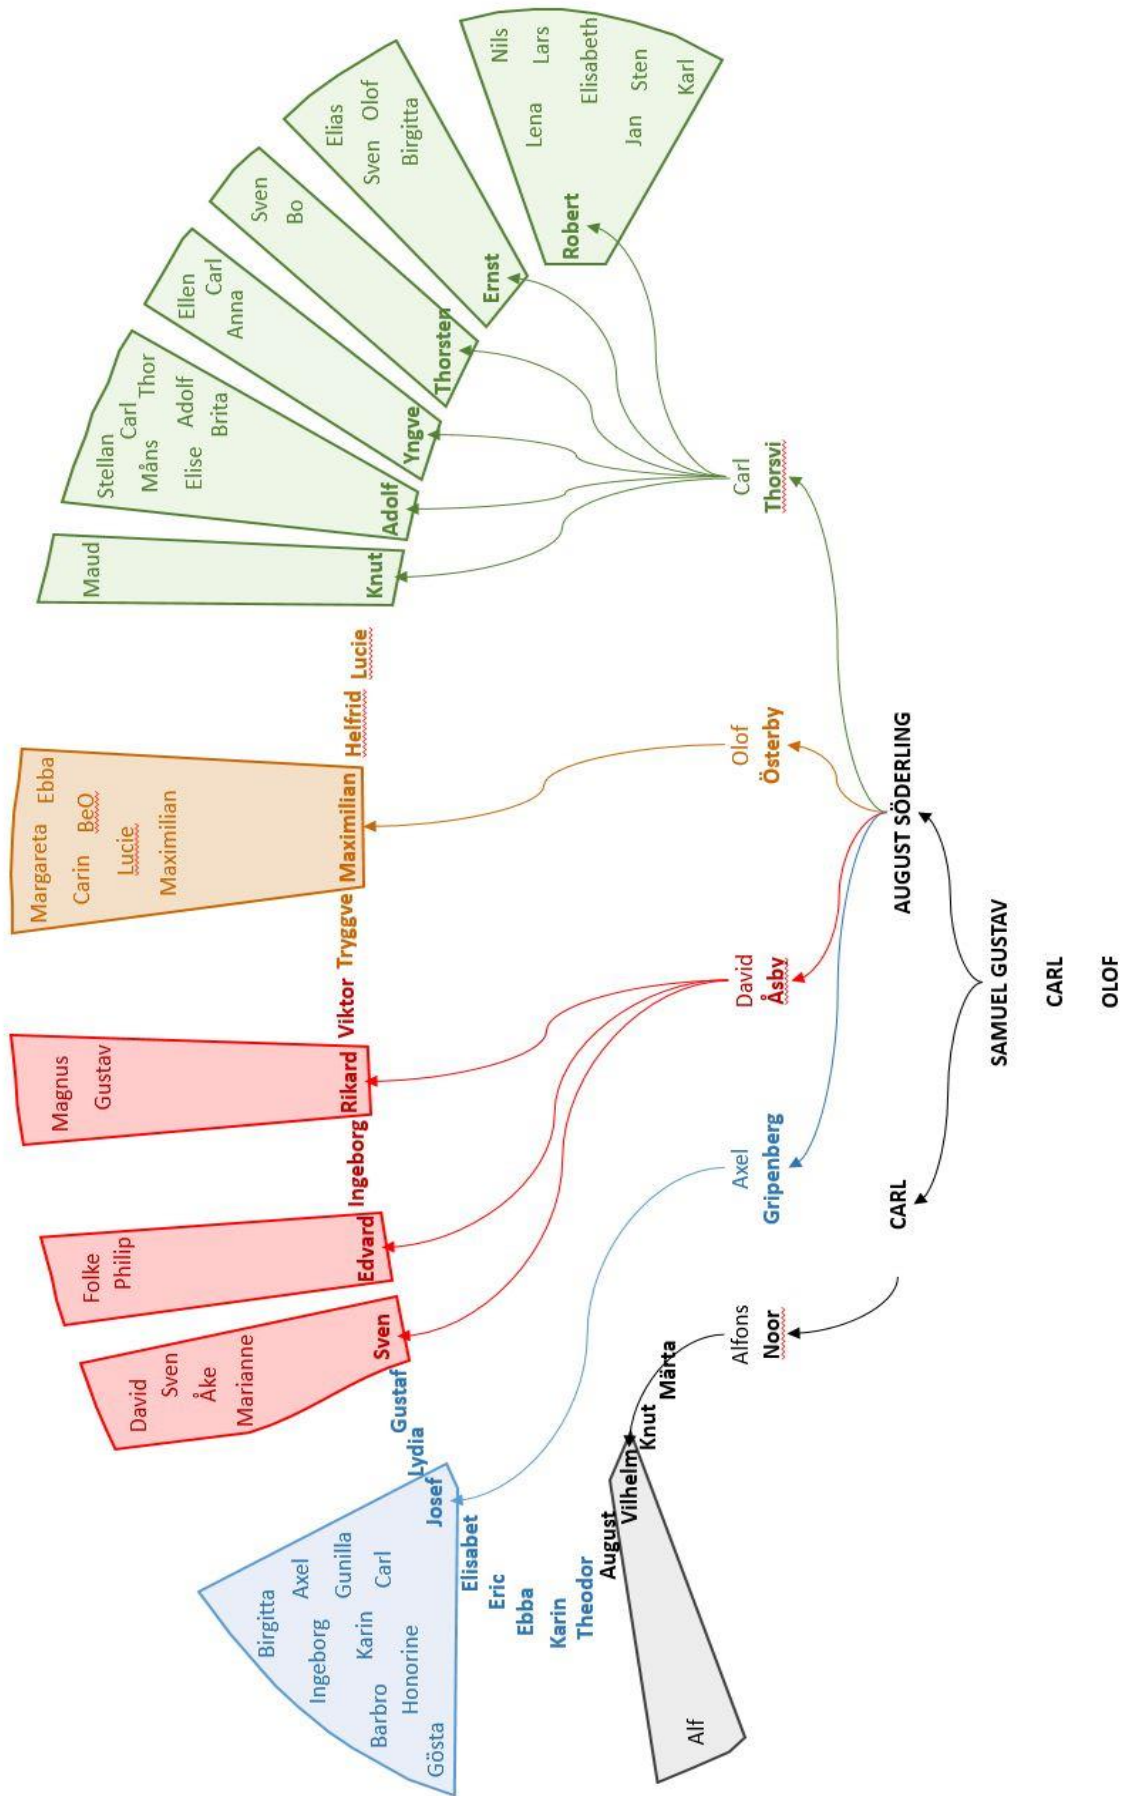 Alf
August
Vilhelm
Knut
Märta
Alfons
Noor
Birgitta
Axel
Ingeborg
Gunilla
Karin
Carl
Barbro
Honorine
Gösta
Josef
Theodor
Karin
Ebba
Eric
Elisabet
Lydia
Gustaf
Axel
Gripenberg
David
Sven
Åke
Marianne
Sven
Folke
Philip
Edvard
Ingeborg
Magnus
Gustav
Rikard
Viktor
David
Åsby
Tryggve
Margareta Ebba
Carin BeO
Lucie
Maximilian
Maximilian
Helfrid
Lucie
Olof
Österby
Maud
Knut
Stellan
Carl
Måns Thor
Elise Adolf
Brita
Adolf
Ellen
Carl
Anna
Yngve
Sven
Bo
Thorsten
Elias
Sven Olof
Birgitta
Ernst
Nils
Lena Lars
Elisabeth
Jan Sten
Karl
Robert
Carl
Thorsvi
CARL
AUGUST SÖDERLING
SAMUEL GUSTAV
CARL
OLOF